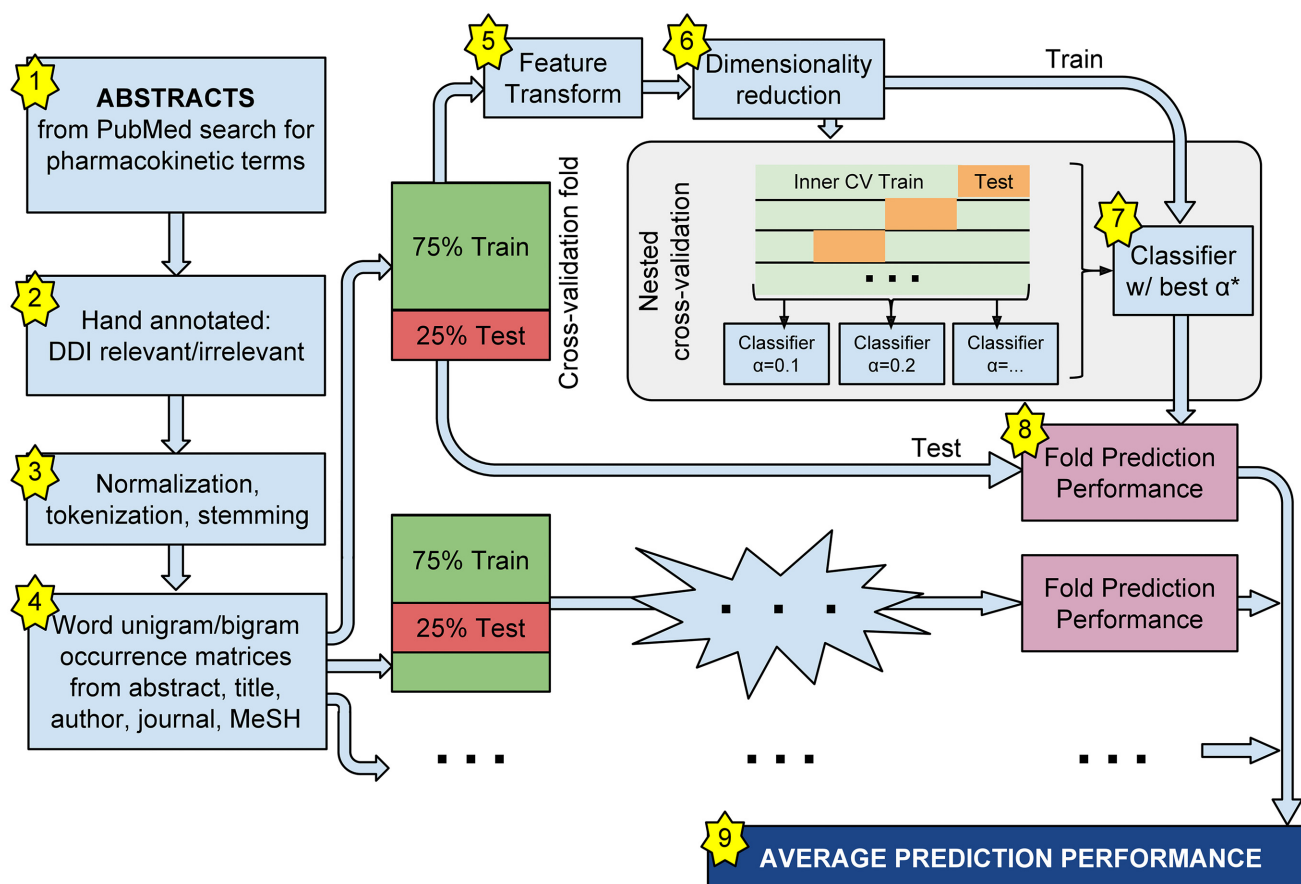 1
ABSTRACTS
from PubMed search for
pharmacokinetic terms
2
Hand annotated:
DDI relevant/irrelevant
3
Normalization,
tokenization, stemming
4
Word unigram/bigram
occurrence matrices
from abstract, title,
author, journal, MeSH
75% Train
25% Test
Cross-validation fold
5
Feature
Transform
6
Dimensionality
reduction
Train
Nested
cross-validation
Inner CV Train
Test
. . .
Classifier
α=0.1
Classifier
α=0.2
Classifier
α=...
7
Classifier
w/ best α*
Test
8
Fold Prediction
Performance
75% Train
25% Test
. . .
Fold Prediction
Performance
. . .
. . .
. . .
9
AVERAGE PREDICTION PERFORMANCE